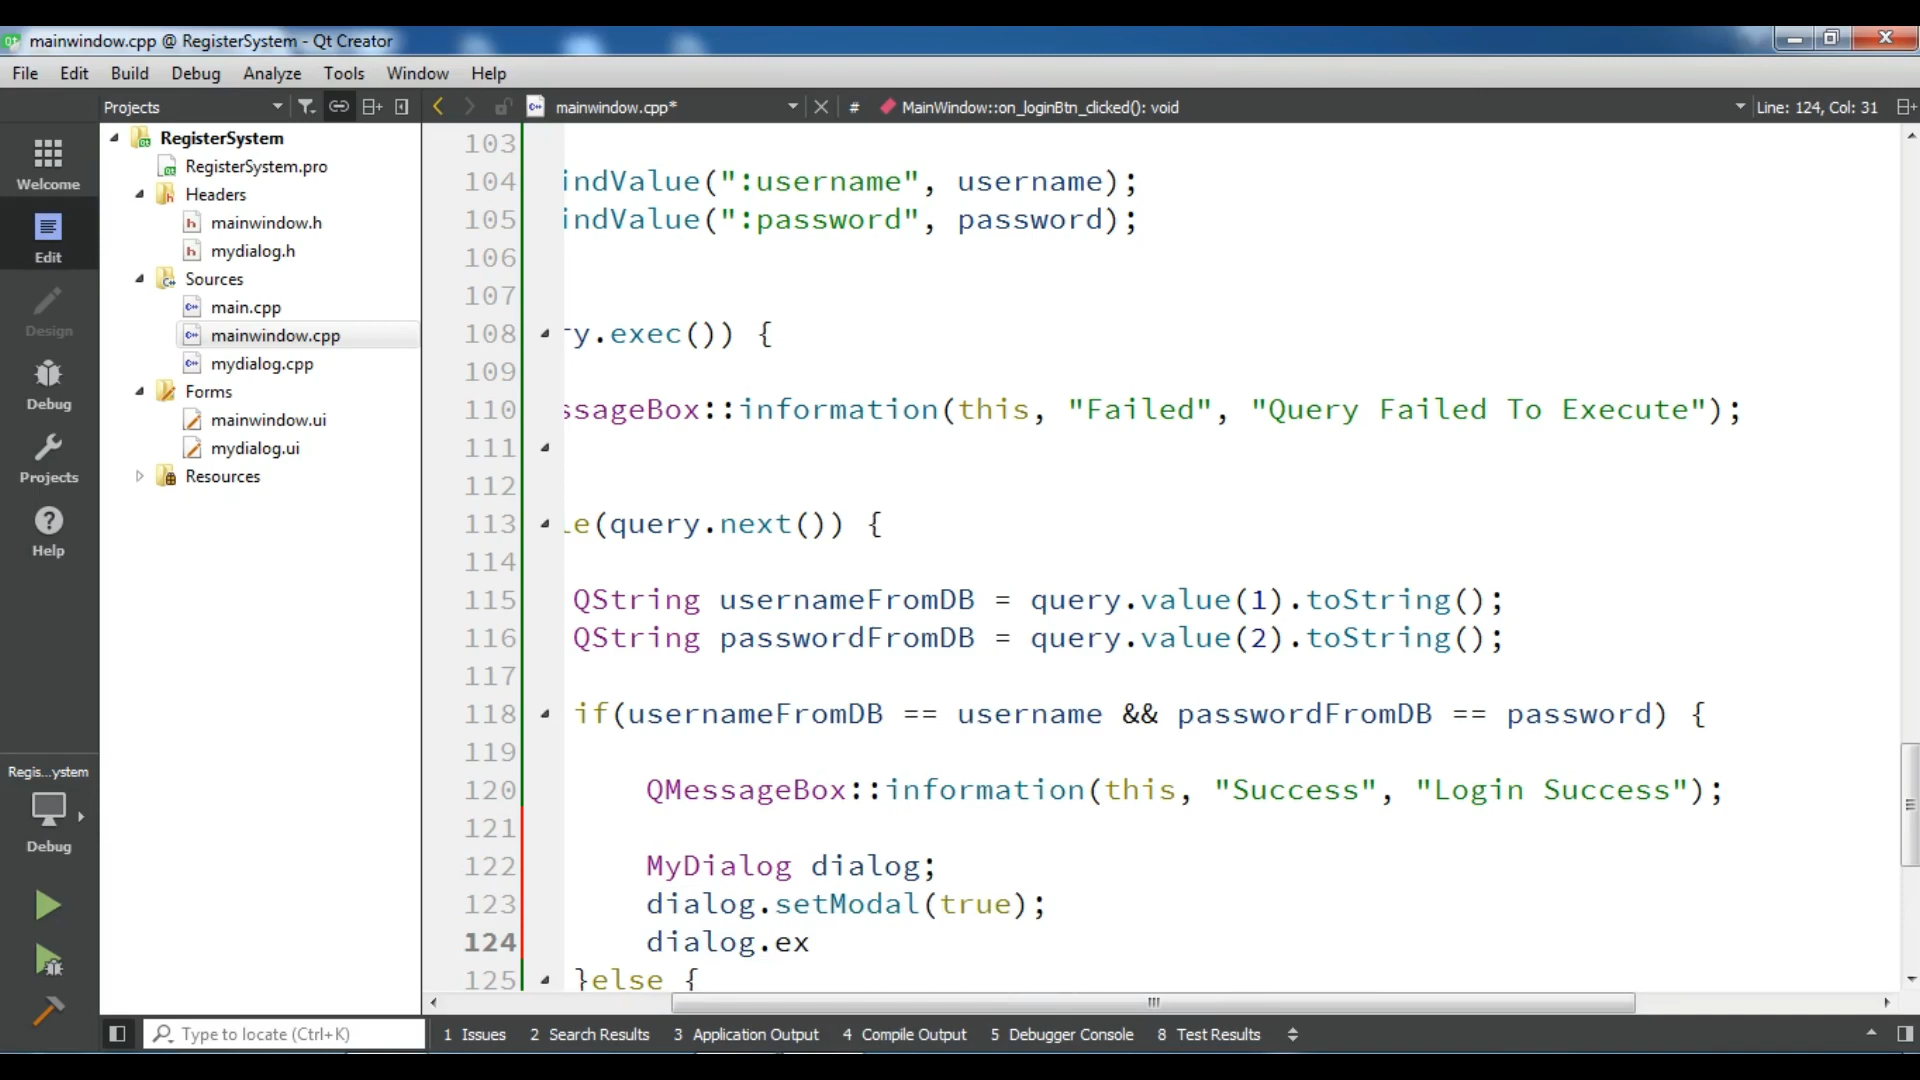 mainwindow.cpp @ RegisterSystem - Qt Creator
File Edit Build Debug Analyze Tools Window Help
Projects
mainwindow.cpp*
# MainWindow::on_loginBtn_clicked(): void
Line: 124, Col: 31
Welcome
Edit
Design
Debug
Projects
Help
Regis...ystem
Debug
RegisterSystem
RegisterSystem.pro
Headers
mainwindow.h
mydialog.h
Sources
main.cpp
mainwindow.cpp
mydialog.cpp
Forms
mainwindow.ui
mydialog.ui
Resources
103
104 indValue(":username", username);
105 indValue(":password", password);
106
107
108 ry.exec()) {
109
110 ssageBox::information(this, "Failed", "Query Failed To Execute");
111
112
113 le(query.next()) {
114
115 QString usernameFromDB = query.value(1).toString();
116 QString passwordFromDB = query.value(2).toString();
117
118 if(usernameFromDB == username && passwordFromDB == password) {
119
120 QMessageBox::information(this, "Success", "Login Success");
121
122 MyDialog dialog;
123 dialog.setModal(true);
124 dialog.ex
125 }else {
Type to locate (Ctrl+K)
1 Issues 2 Search Results 3 Application Output 4 Compile Output 5 Debugger Console 8 Test Results